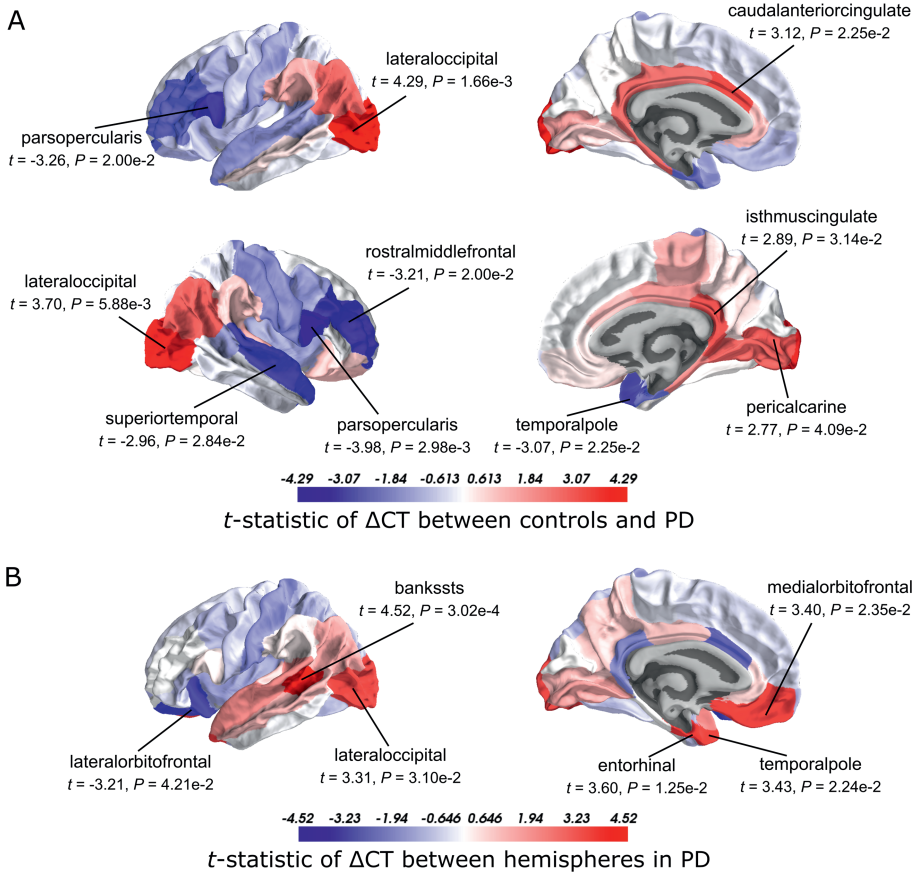 A
caudalanteriorcingulate
t = 3.12, P = 2.25e-2
lateraloccipital
t = 4.29, P = 1.66e-3
parsopercularis
t = -3.26, P = 2.00e-2
isthmuscingulate
t = 2.89, P = 3.14e-2
rostralmiddlefrontal
t = -3.21, P = 2.00e-2
lateraloccipital
t = 3.70, P = 5.88e-3
superiortemporal
t = -2.96, P = 2.84e-2
parsopercularis
t = -3.98, P = 2.98e-3
temporalpole
t = -3.07, P = 2.25e-2
pericalcarine
t = 2.77, P = 4.09e-2
-4.29 -3.07 -1.84 -0.613 0.613 1.84 3.07 4.29
t-statistic of ΔCT between controls and PD
B
bankssts
t = 4.52, P = 3.02e-4
medialorbitofrontal
t = 3.40, P = 2.35e-2
lateralorbitofrontal
t = -3.21, P = 4.21e-2
lateraloccipital
t = 3.31, P = 3.10e-2
entorhinal
t = 3.60, P = 1.25e-2
temporalpole
t = 3.43, P = 2.24e-2
-4.52 -3.23 -1.94 -0.646 0.646 1.94 3.23 4.52
t-statistic of ΔCT between hemispheres in PD